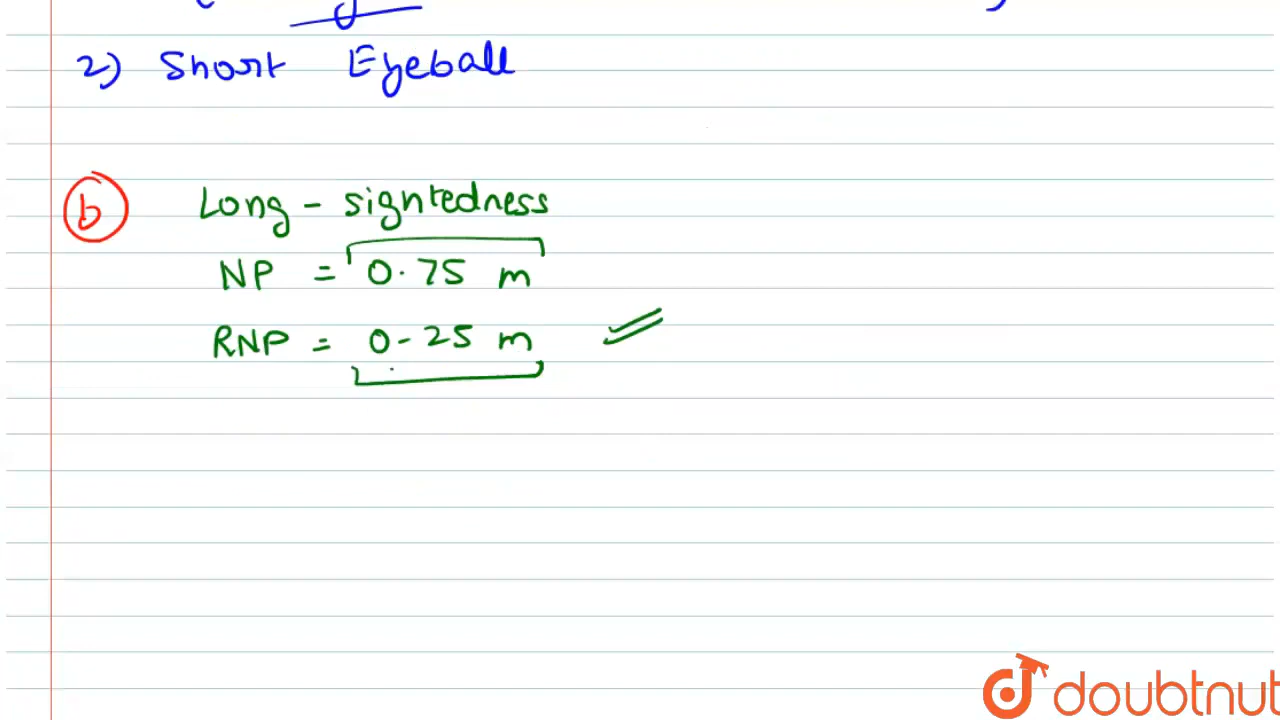 2) Short Eyeball
b Long - sightedness
NP = 0.75 m
RNP = 0.25 m
doubtnut